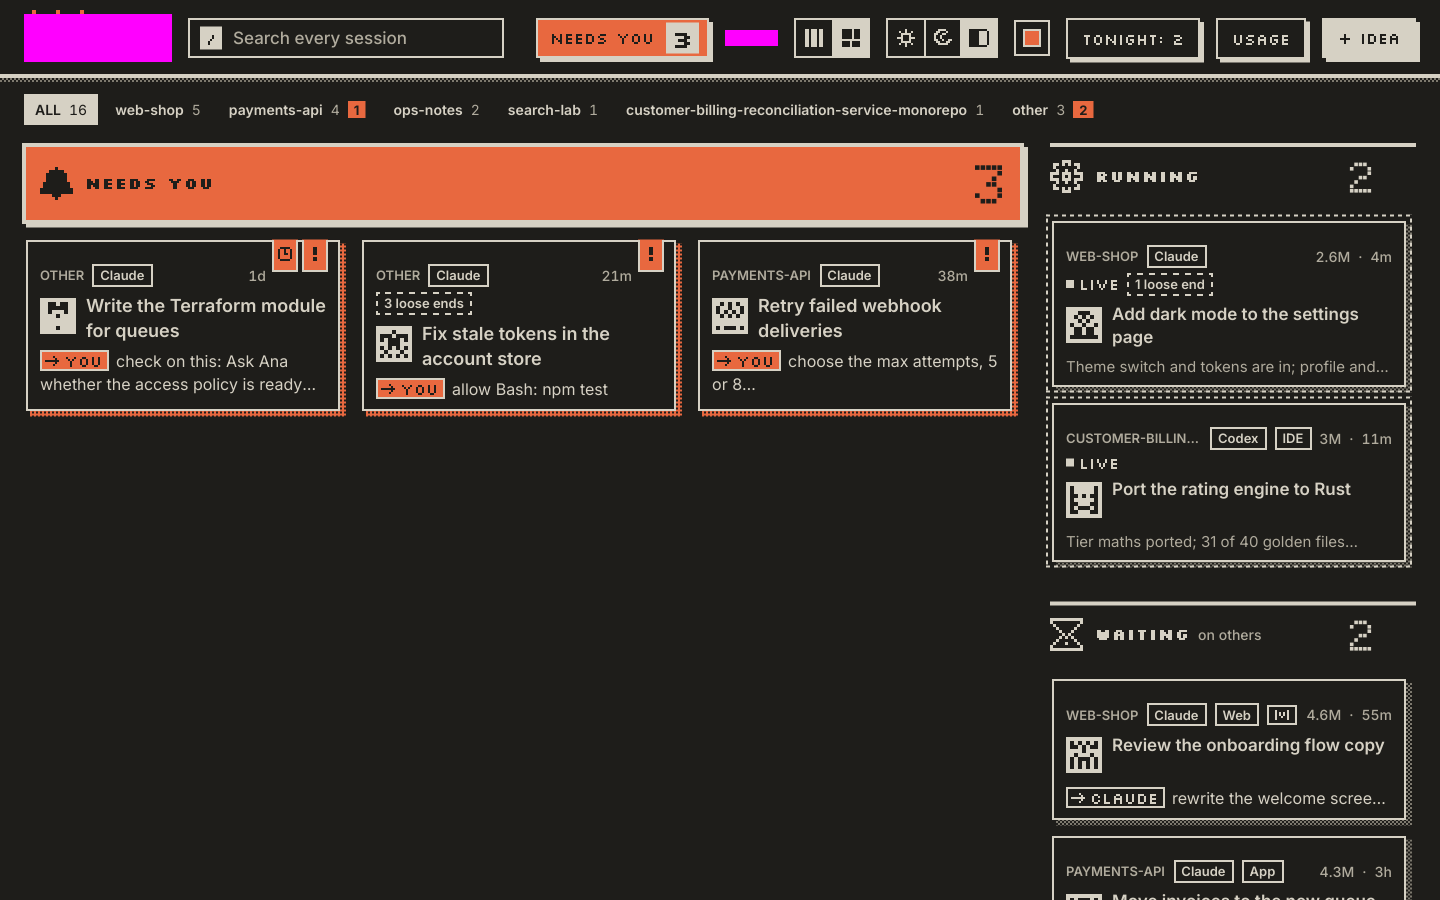 / Search every session
NEEDS YOU 3
TONIGHT: 2
USAGE
+ IDEA
ALL 16
web-shop 5
payments-api 4 1
ops-notes 2
search-lab 1
customer-billing-reconciliation-service-monorepo 1
other 3 2
NEEDS YOU 3
OTHER Claude 1d !
Write the Terraform module
for queues
→ YOU check on this: Ask Ana
whether the access policy is ready...
OTHER Claude 21m !
3 loose ends
Fix stale tokens in the
account store
→ YOU allow Bash: npm test
PAYMENTS-API Claude 38m !
Retry failed webhook
deliveries
→ YOU choose the max attempts, 5
or 8...
RUNNING 2
WEB-SHOP Claude 2.6M · 4m
LIVE 1 loose end
Add dark mode to the settings
page
Theme switch and tokens are in; profile and...
CUSTOMER-BILLIN... Codex IDE 3M · 11m
LIVE
Port the rating engine to Rust
Tier maths ported; 31 of 40 golden files...
WAITING on others 2
WEB-SHOP Claude Web 4.6M · 55m
Review the onboarding flow copy
→ CLAUDE rewrite the welcome scree...
PAYMENTS-API Claude App 4.3M · 3h
Move invoices to the new queue